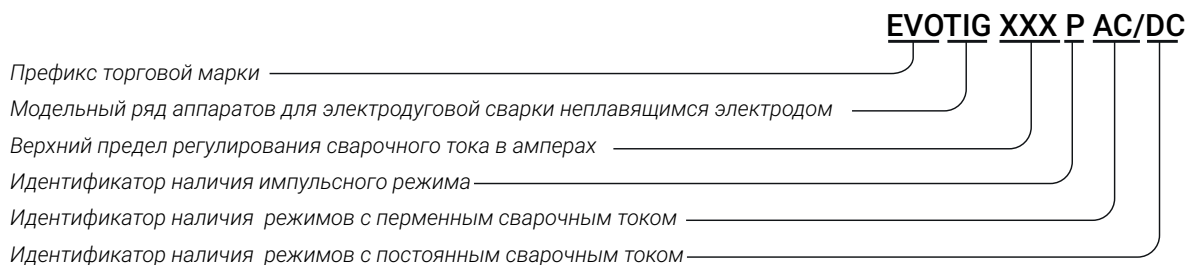 EVOTIG XXX P AC/DC
Префикс торговой марки
Модельный ряд аппаратов для электродуговой сварки неплавящимся электродом
Верхний предел регулирования сварочного тока в амперах
Идентификатор наличия импульсного режима
Идентификатор наличия  режимов с перменным сварочным током
Идентификатор наличия  режимов с постоянным сварочным током